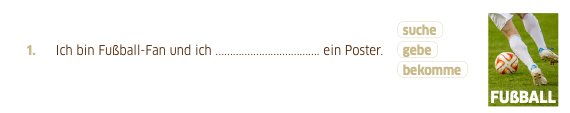 1. Ich bin Fußball-Fan und ich .................................... ein Poster.
suche
gebe
bekomme
FUßBALL